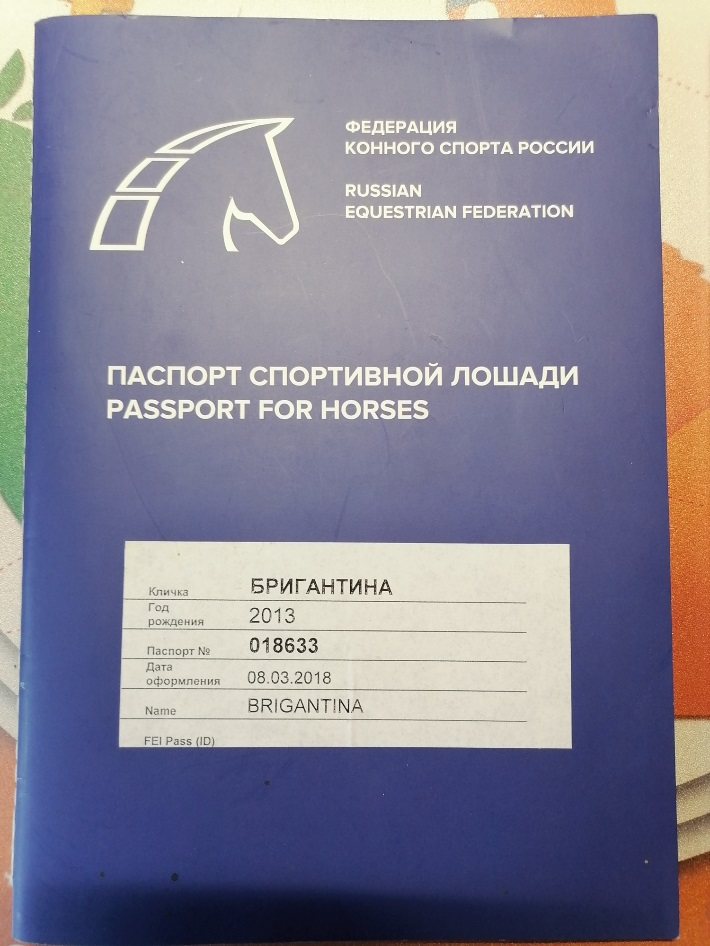 ФЕДЕРАЦИЯ
КОННОГО СПОРТА РОССИИ
RUSSIAN
EQUESTRIAN FEDERATION
ПАСПОРТ СПОРТИВНОЙ ЛОШАДИ
PASSPORT FOR HORSES
Кличка БРИГАНТИНА
Год
рождения 2013
Паспорт № 018633
Дата
оформления 08.03.2018
Name BRIGANTINA
FEI Pass (ID)